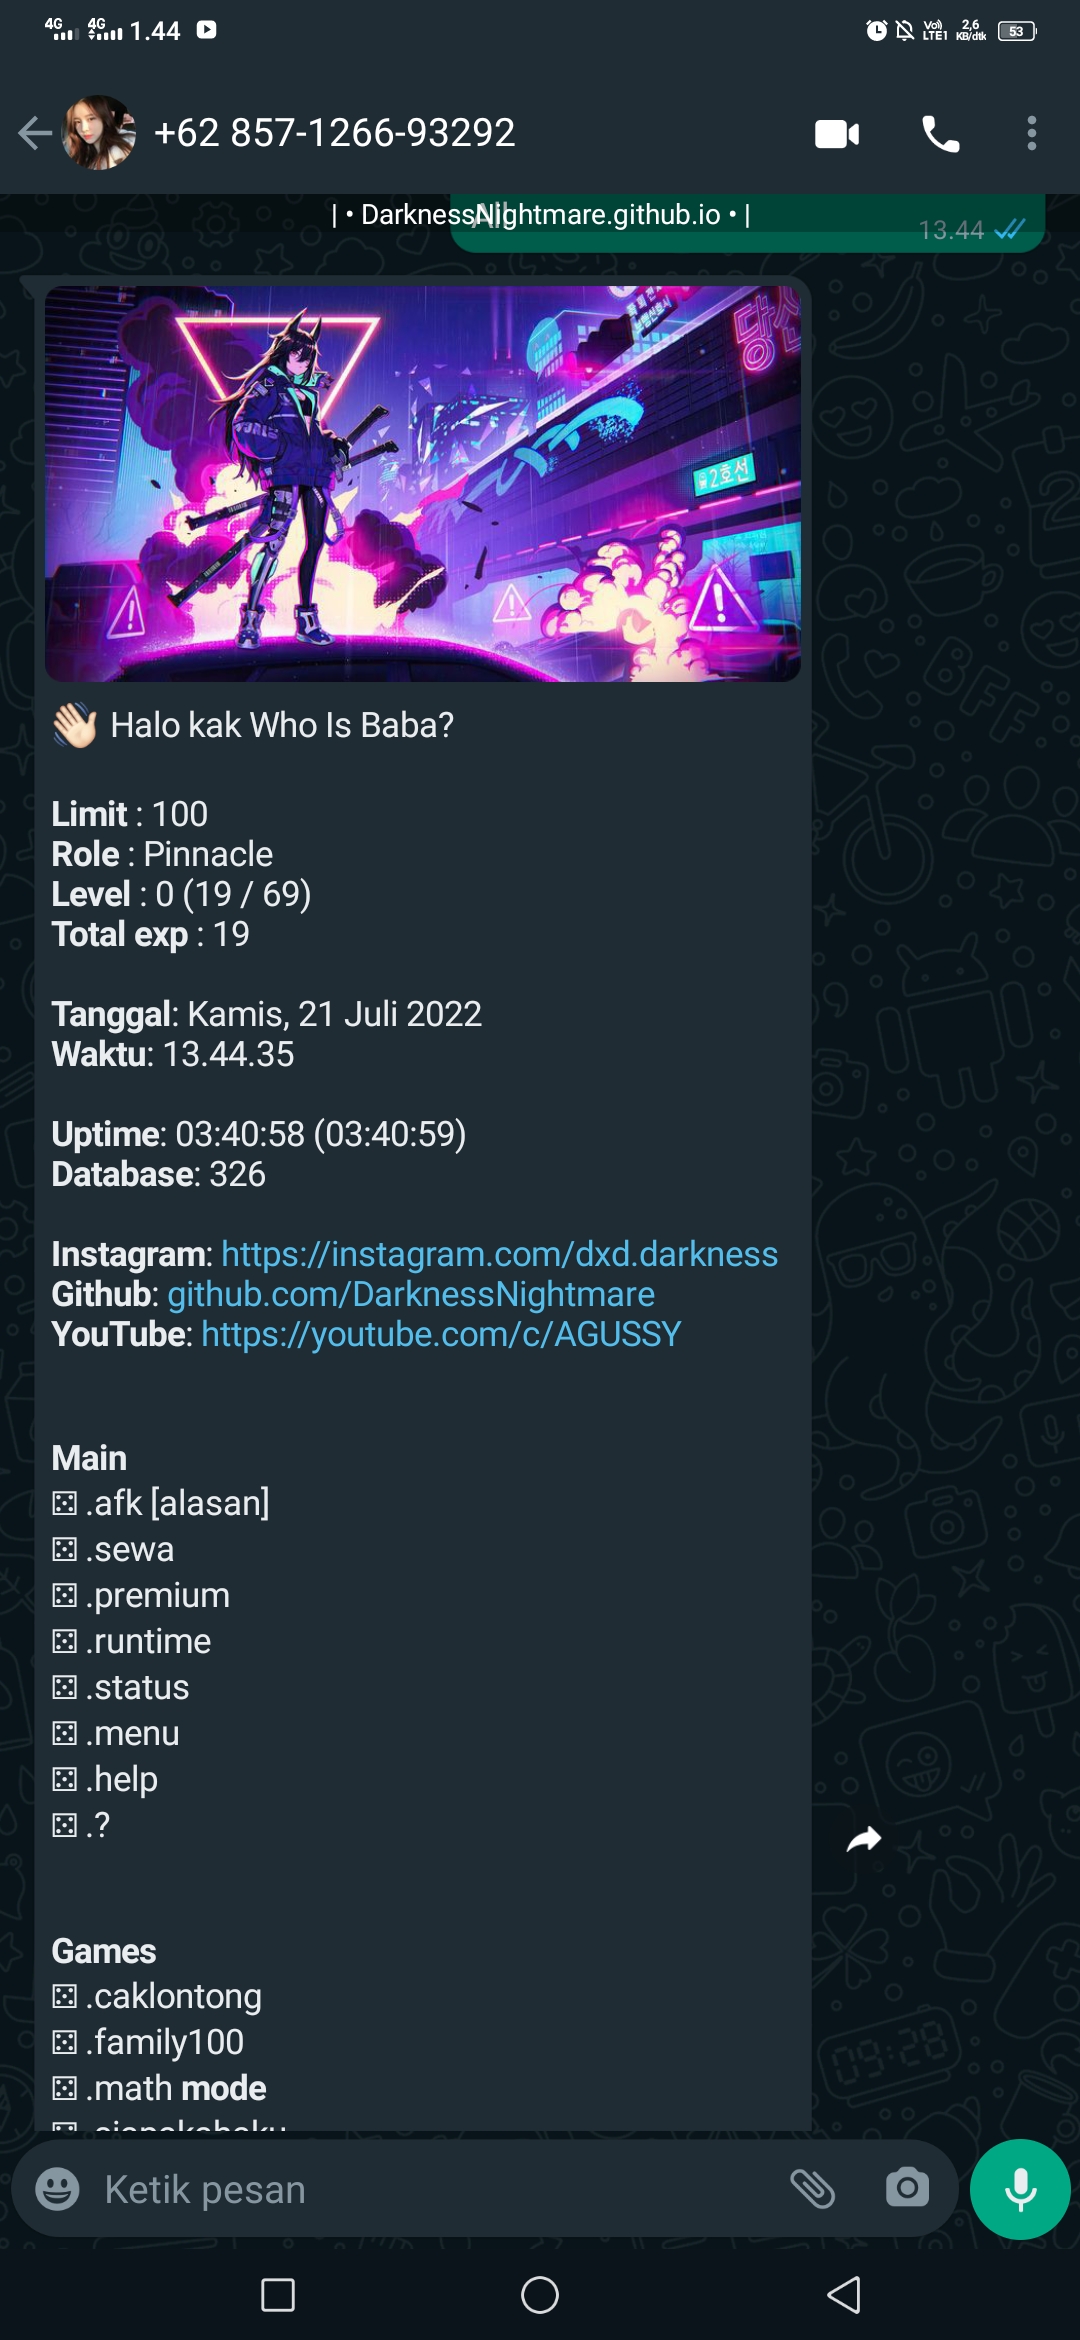 4G 4G 1.44
Vo)) LTE1 2,6 KB/dtk 53
+62 857-1266-93292
| • DarknessNightmare.github.io • |
13.44
당신
2호선
👋🏻 Halo kak Who Is Baba?
Limit : 100
Role : Pinnacle
Level : 0 (19 / 69)
Total exp : 19
Tanggal: Kamis, 21 Juli 2022
Waktu: 13.44.35
Uptime: 03:40:58 (03:40:59)
Database: 326
Instagram: https://instagram.com/dxd.darkness
Github: github.com/DarknessNightmare
YouTube: https://youtube.com/c/AGUSSY
Main
⚄ .afk [alasan]
⚄ .sewa
⚄ .premium
⚄ .runtime
⚄ .status
⚄ .menu
⚄ .help
⚄ .?
Games
⚄ .caklontong
⚄ .family100
⚄ .math mode
Ketik pesan